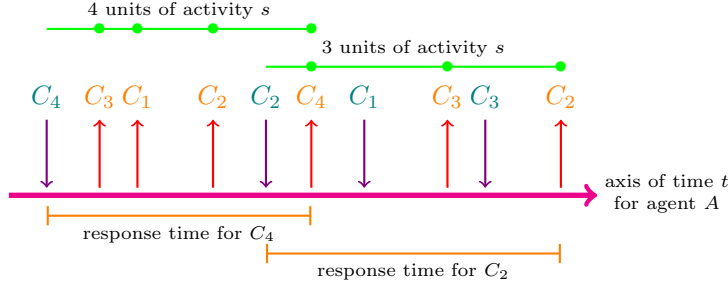 4 units of activity s
3 units of activity s
C₄ C₃ C₁ C₂ C₂ C₄ C₁ C₃ C₃ C₂
axis of time t
for agent A
response time for C₄
response time for C₂